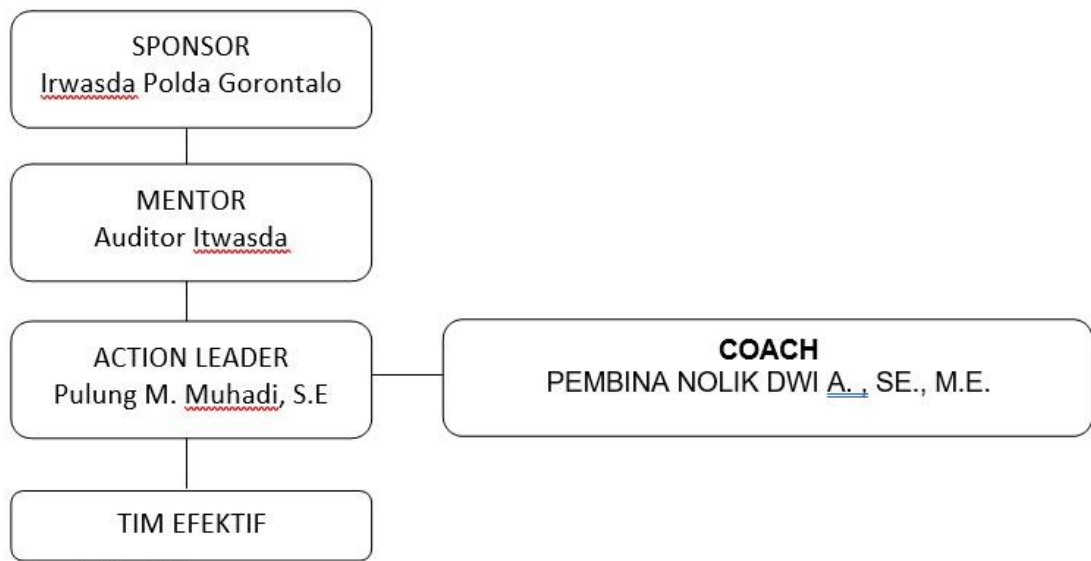 SPONSOR
Irwasda Polda Gorontalo
MENTOR
Auditor Itwasda
ACTION LEADER
Pulung M. Muhadi, S.E
COACH
PEMBINA NOLIK DWI A. , SE., M.E.
TIM EFEKTIF